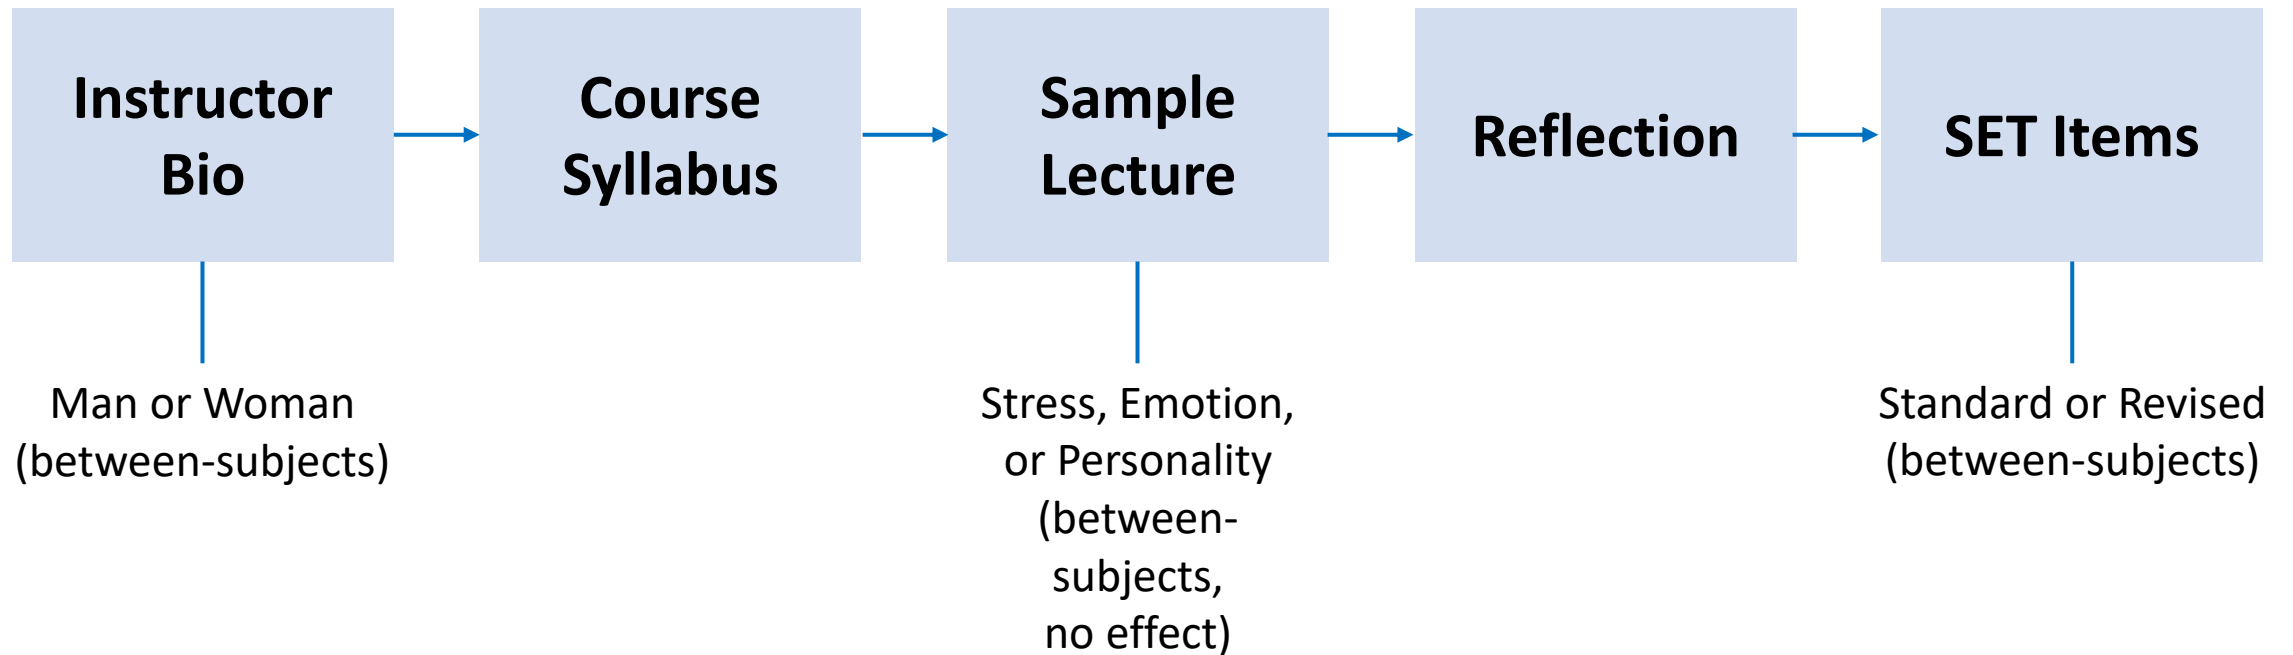 Instructor
Bio
Course
Syllabus
Sample
Lecture
Reflection
SET Items
Man or Woman
(between-subjects)
Stress, Emotion,
or Personality
(between-
subjects,
no effect)
Standard or Revised
(between-subjects)